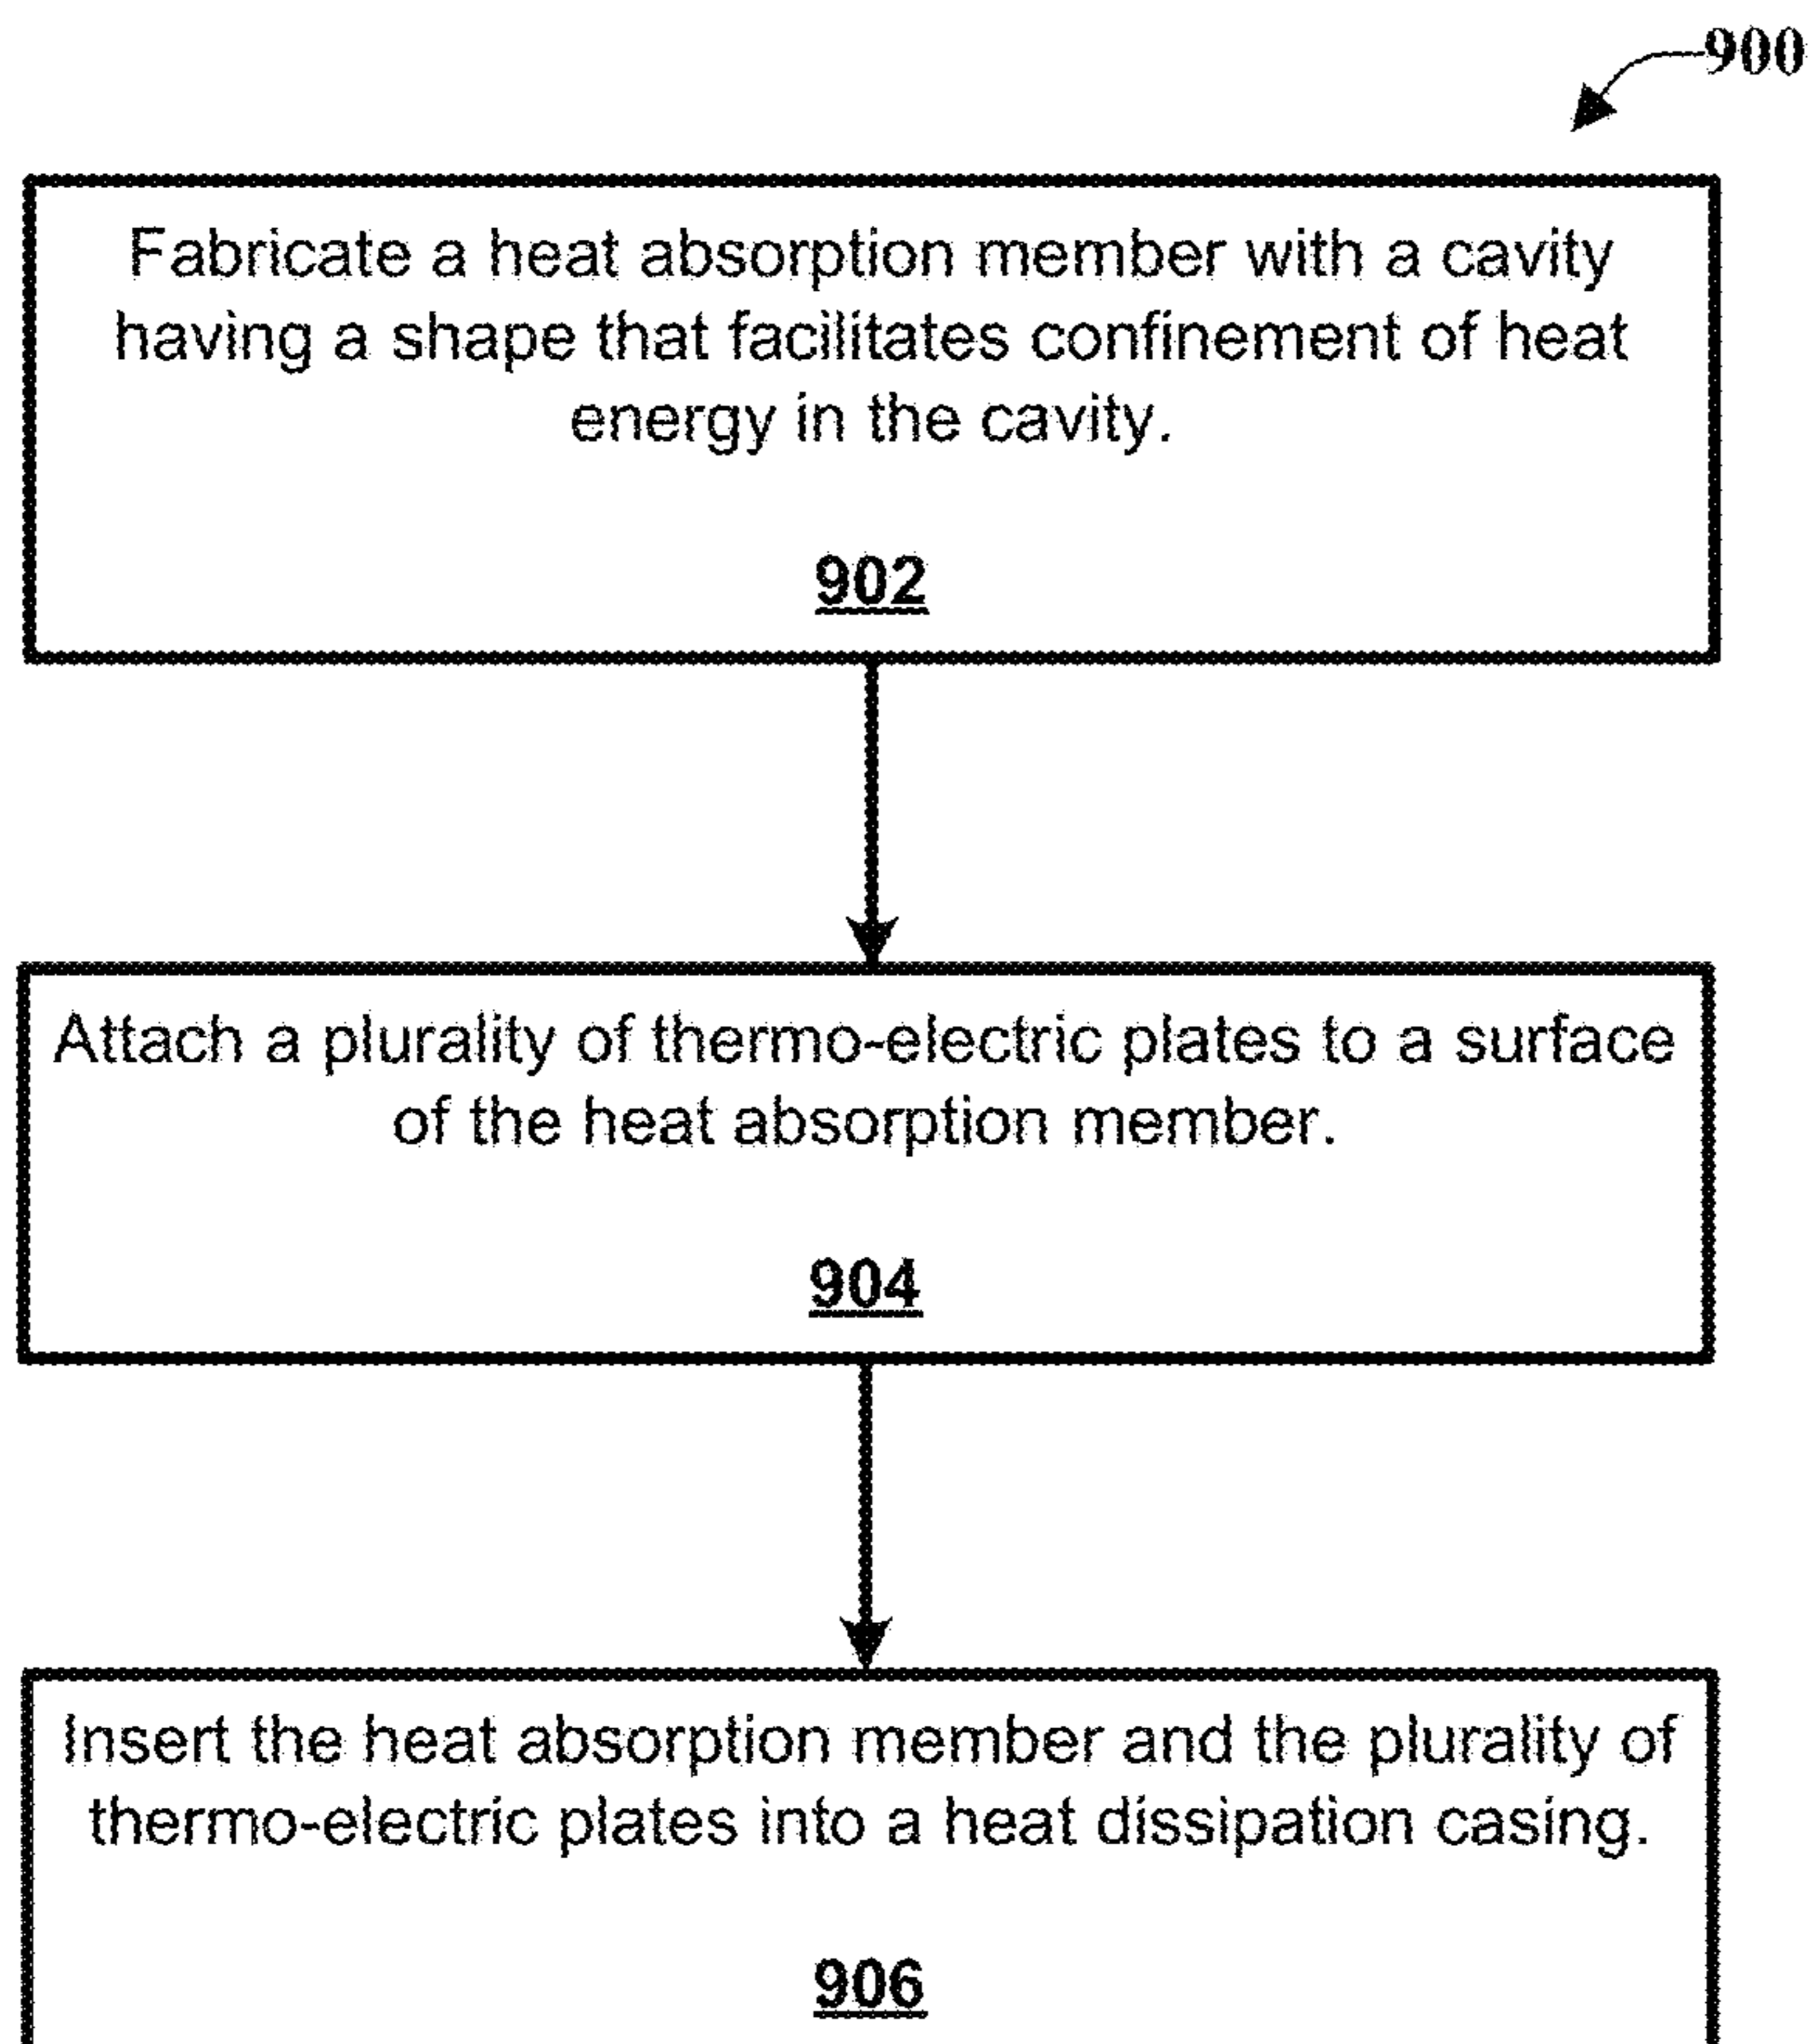 900
Fabricate a heat absorption member with a cavity
having a shape that facilitates confinement of heat
energy in the cavity.
902
Attach a plurality of thermo-electric plates to a surface
of the heat absorption member.
904
Insert the heat absorption member and the plurality of
thermo-electric plates into a heat dissipation casing.
906